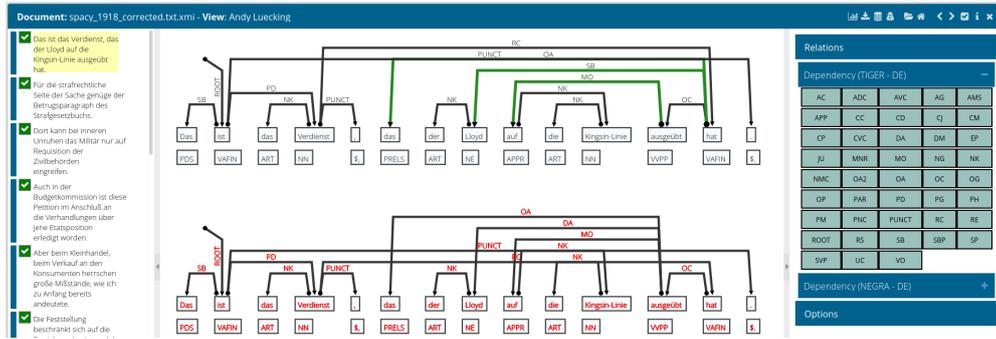 Document: spacy_1918_corrected.txt.xmi - View: Andy Luecking
Das ist das Verdienst, das
der Lloyd auf die
Kingsin-Linie ausgeübt
hat.
Für die strafrechtliche
Seite der Sache genüge der
Betrugsparagraph des
Strafgesetzbuchs.
Dort kann bei inneren
Unruhen das Militär nur auf
Requisition der
Zivilbehörden
eingreifen.
Auch in der
Budgetkommission ist diese
Petition im Anschluß an
die Verhandlungen über
jene Etatsposition
erledigt worden.
Aber beim Kleinhandel,
beim Verkauf an den
Konsumenten herrschen
große Mißstände, wie ich
zu Anfang bereits
andeutete.
Die Feststellung
beschränkt sich auf die
RC
PUNCT OA
SB
MO
ROOT PD NK
SB NK PUNCT NK NK OC
Das ist das Verdienst , das der Lloyd auf die Kingsin-Linie ausgeübt hat .
PDS VAFIN ART NN $, PRELS ART NE APPR ART NN VVPP VAFIN $.
OA
DA
MO
PUNCT NK
ROOT PD RC NK
SB NK PUNCT NK OC
Das ist das Verdienst , das der Lloyd auf die Kingsin-Linie ausgeübt hat .
PDS VAFIN ART NN $, PRELS ART NE APPR ART NN VVPP VAFIN $.
Relations
Dependency (TIGER - DE)
AC ADC AVC AG AMS
APP CC CD CJ CM
CP CVC DA DM EP
JU MNR MO NG NK
NMC OA2 OA OC OG
OP PAR PD PG PH
PM PNC PUNCT RC RE
ROOT RS SB SBP SP
SVP UC VO
Dependency (NEGRA - DE)
Options